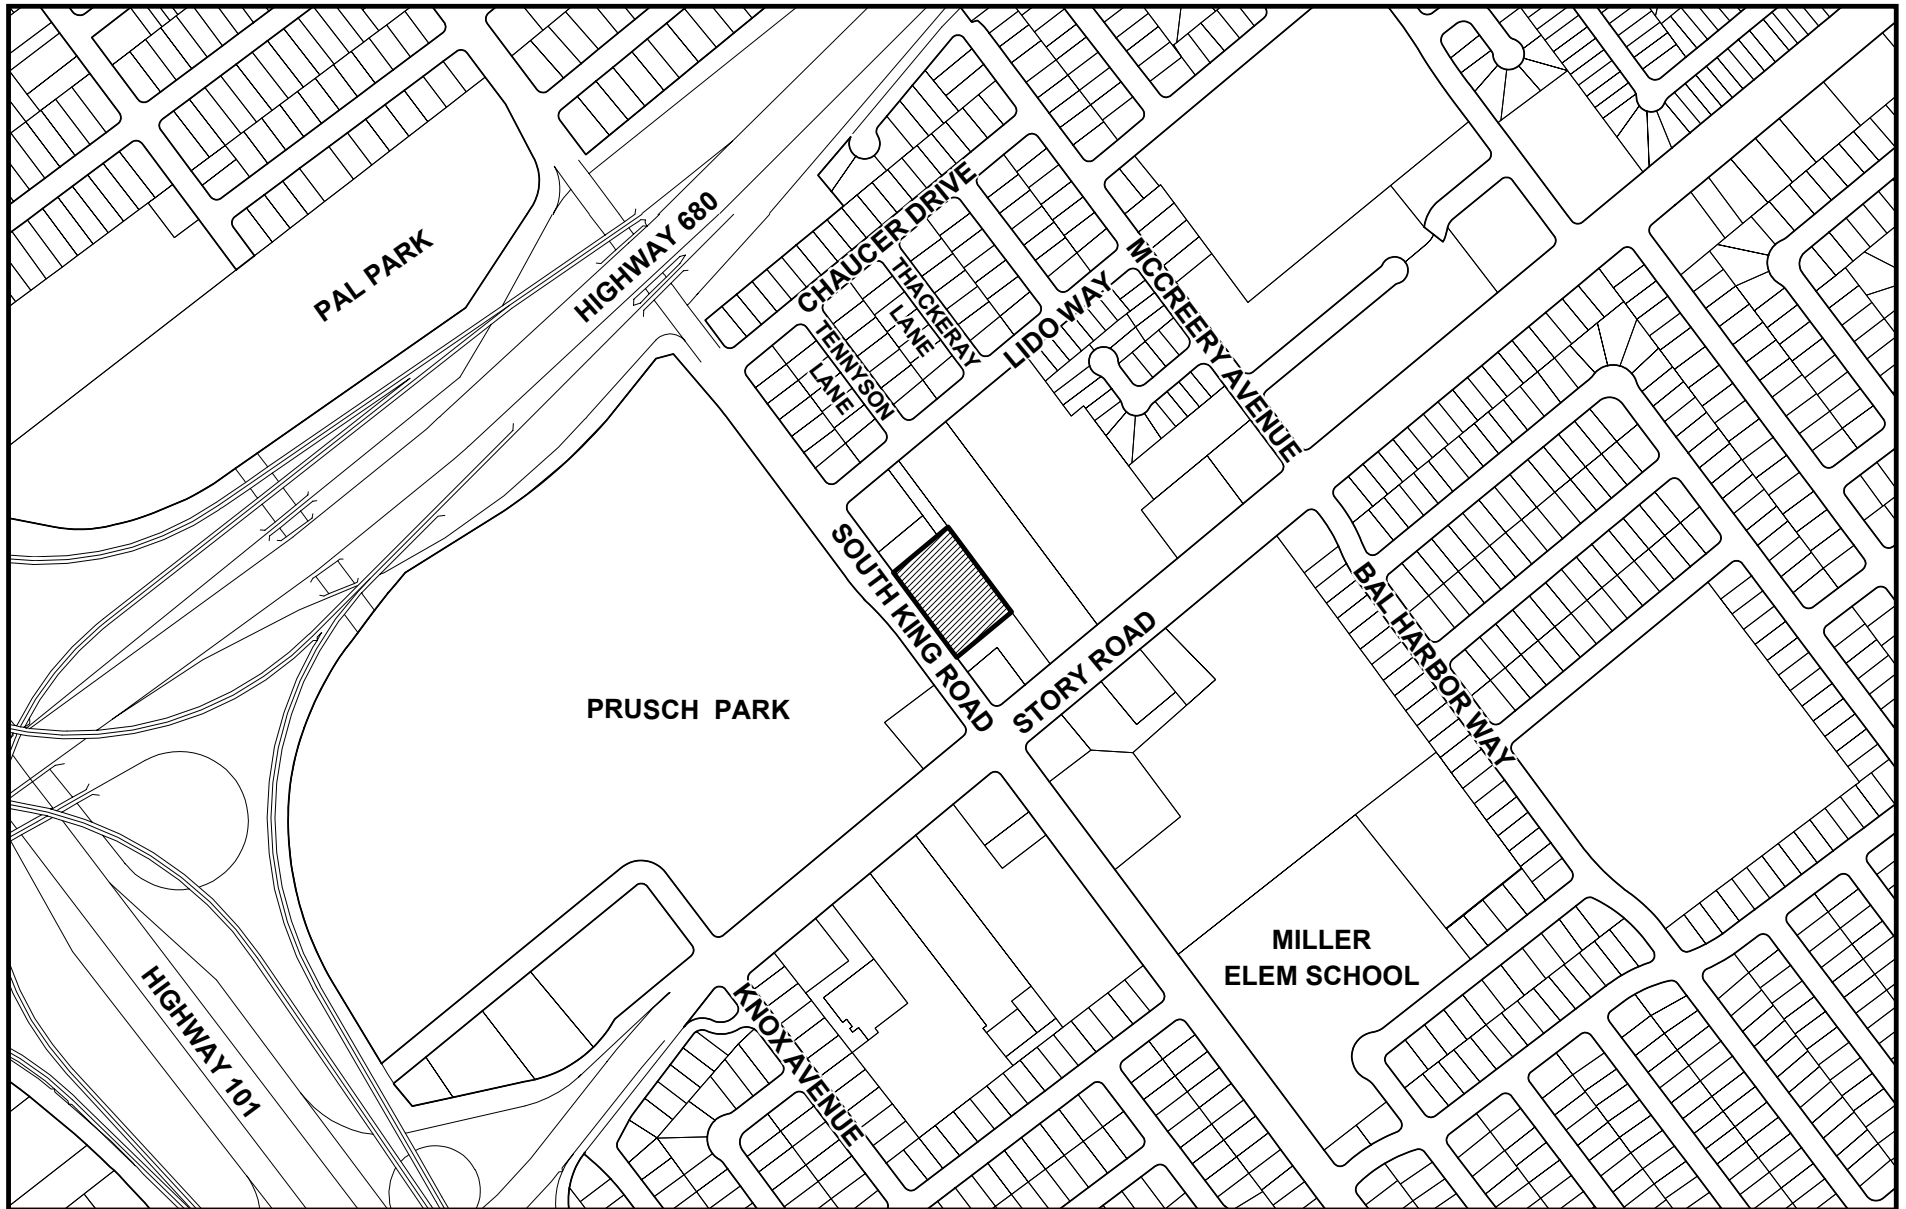 PAL PARK
HIGHWAY 680
CHAUCER DRIVE
THACKERAY
LANE
TENNYSON
LANE
LIDO WAY
MCCREERY AVENUE
SOUTH KING ROAD
STORY ROAD
BAL HARBOR WAY
PRUSCH PARK
MILLER
ELEM SCHOOL
HIGHWAY 101
KNOX AVENUE